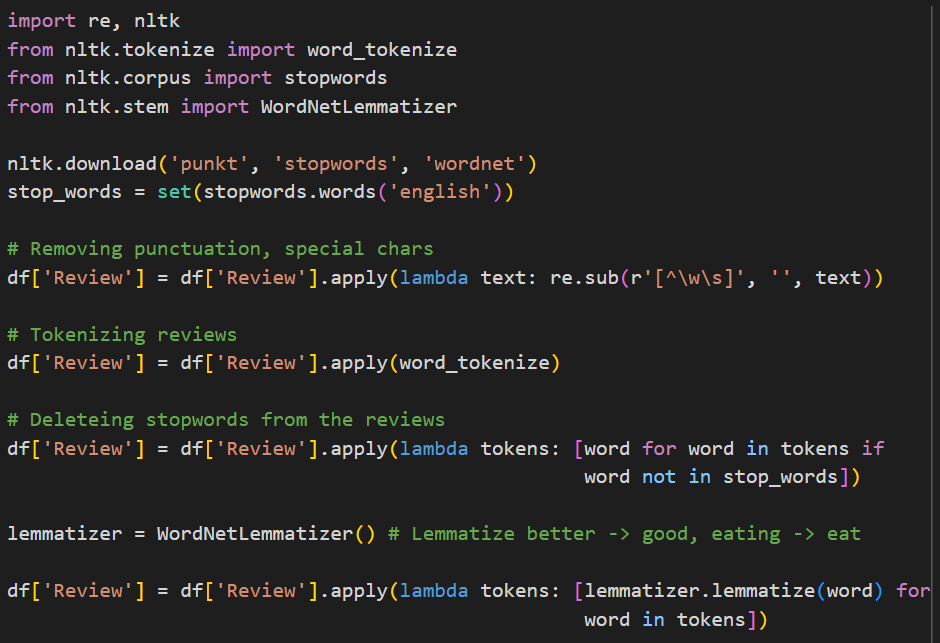 import re, nltk
from nltk.tokenize import word_tokenize
from nltk.corpus import stopwords
from nltk.stem import WordNetLemmatizer

nltk.download('punkt', 'stopwords', 'wordnet')
stop_words = set(stopwords.words('english'))

# Removing punctuation, special chars
df['Review'] = df['Review'].apply(lambda text: re.sub(r'[^\w\s]', '', text))

# Tokenizing reviews
df['Review'] = df['Review'].apply(word_tokenize)

# Deleteing stopwords from the reviews
df['Review'] = df['Review'].apply(lambda tokens: [word for word in tokens if
                                                  word not in stop_words])

lemmatizer = WordNetLemmatizer() # Lemmatize better -> good, eating -> eat

df['Review'] = df['Review'].apply(lambda tokens: [lemmatizer.lemmatize(word) for
                                                  word in tokens])